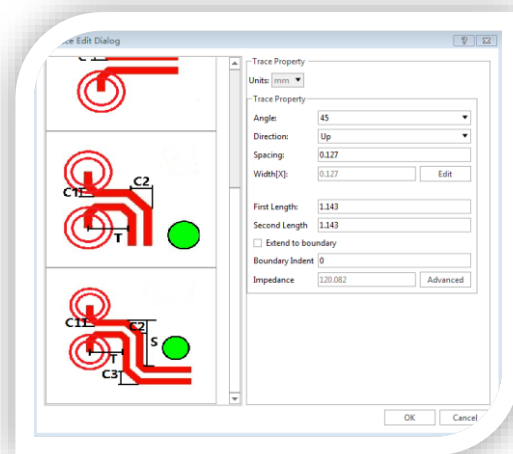 ce Edit Dialog
C2
C1
T
C1
C2
S
T
C3
Trace Property
Units: mm
Trace Property
Angle: 45
Direction: Up
Spacing: 0.127
Width[X]: 0.127 Edit
First Length: 1.143
Second Length 1.143
Extend to boundary
Boundary Indent 0
Impedance 120.082 Advanced
OK Cancel